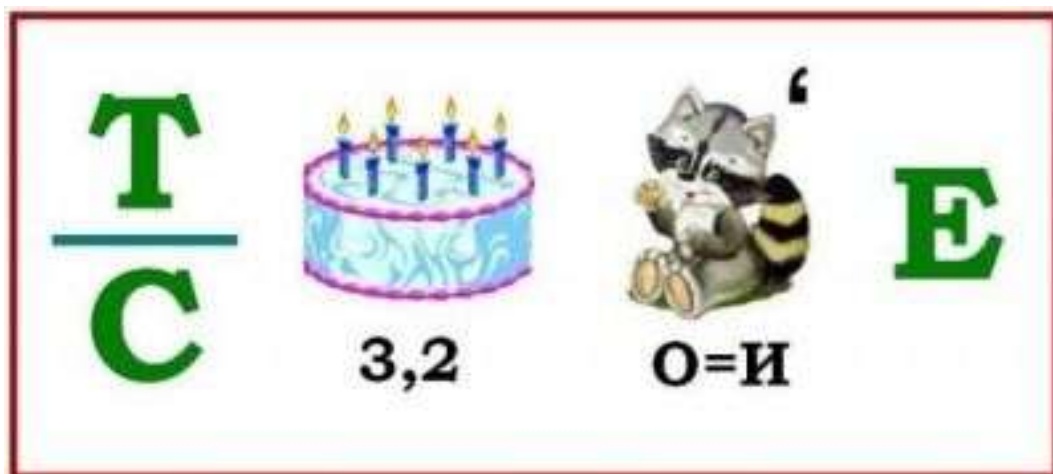 Т
С
‘
Е
3,2
О=И